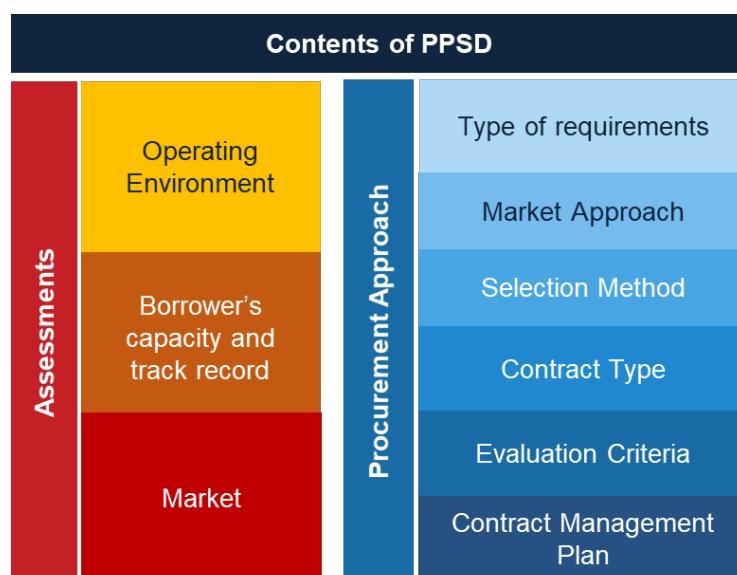 Contents of PPSD
Assessments
Operating
Environment
Borrower's
capacity and
track record
Market
Procurement Approach
Type of requirements
Market Approach
Selection Method
Contract Type
Evaluation Criteria
Contract Management
Plan